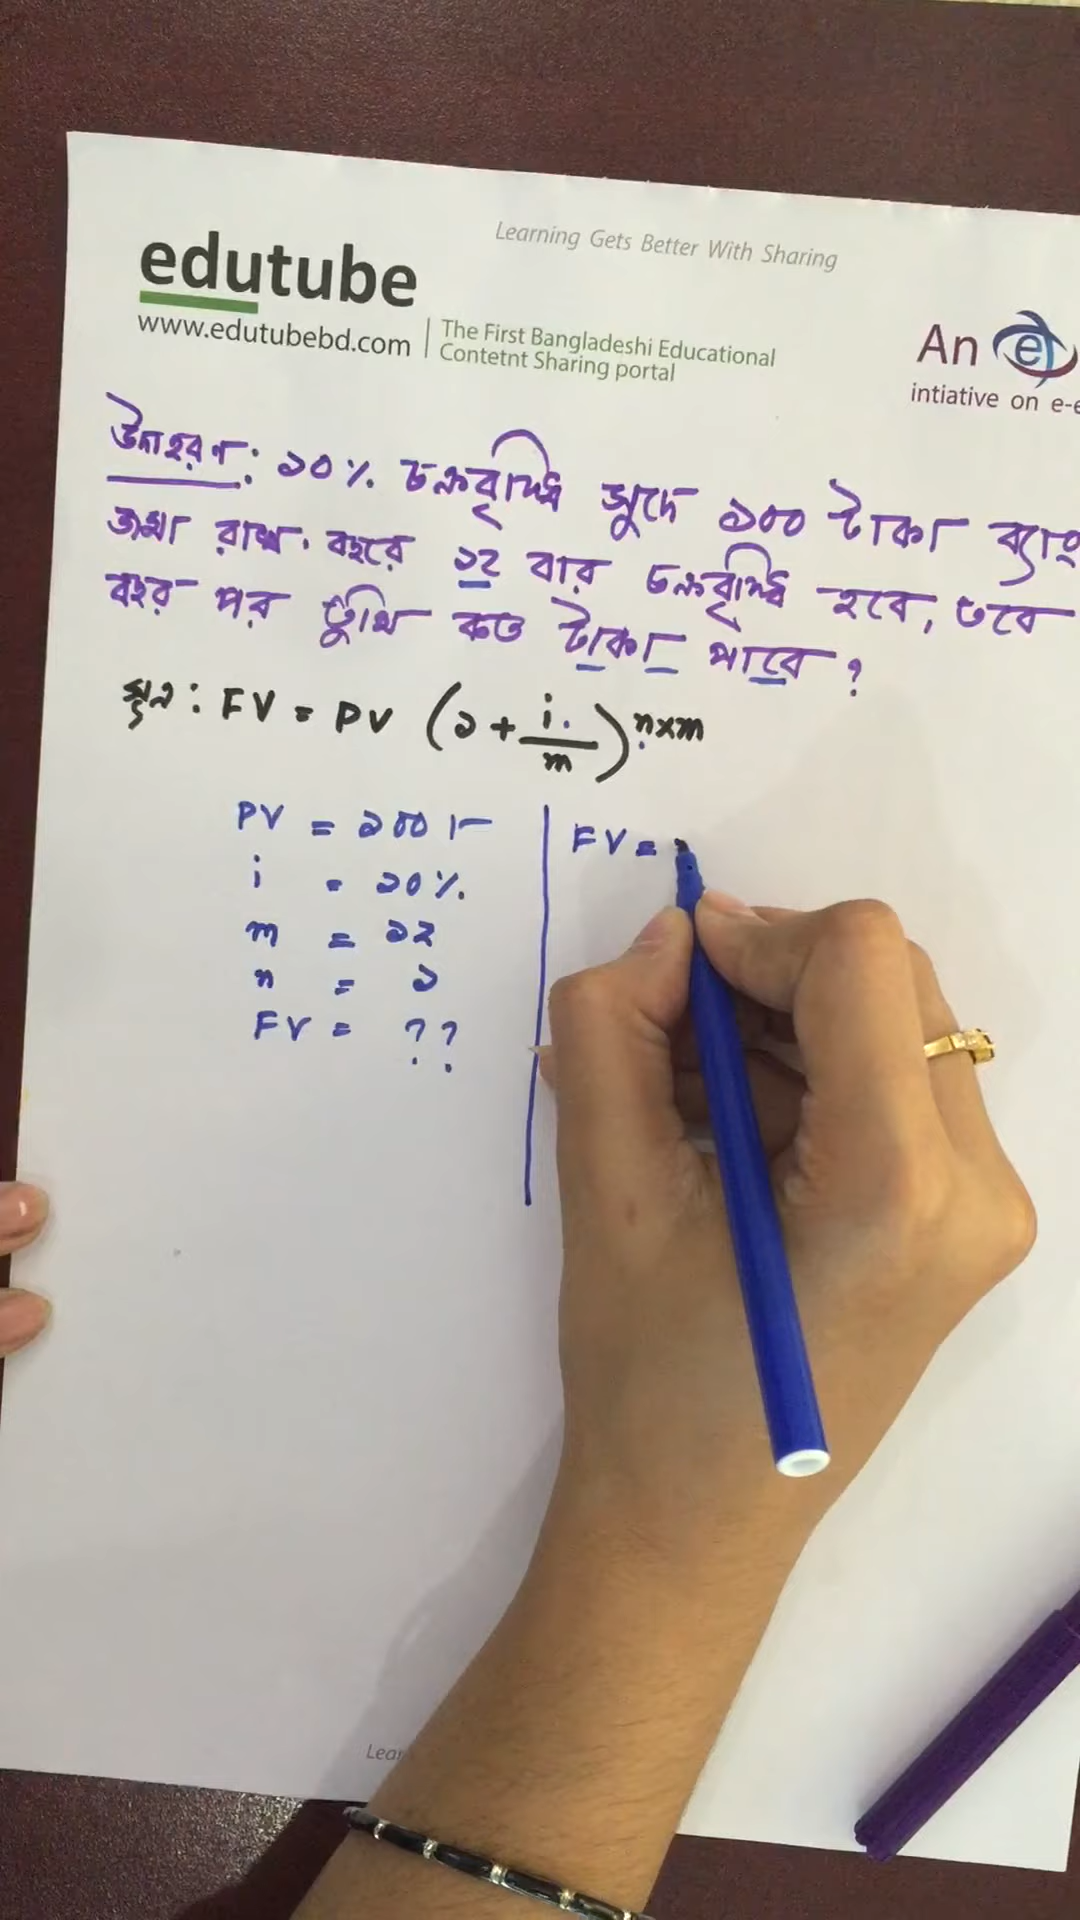 Learning Gets Better With Sharing
edutube
www.edutubebd.com
The First Bangladeshi Educational
Contetnt Sharing portal
An e
intiative on e-e
উদাহরণ: ১০% চক্রবৃদ্ধি সুদে ১০০ টাকা ব্যাং
জমা রাখ. বছরে ১২ বার চক্রবৃদ্ধি হবে, তবে
বছর পর তুমি কত টাকা পাবে ?
সূত্র : FV = PV (১ + i/m)^n×m
PV = ১০০/-
i = ১০%.
m = ১২
n = ১
FV = ??
FV =
Lear